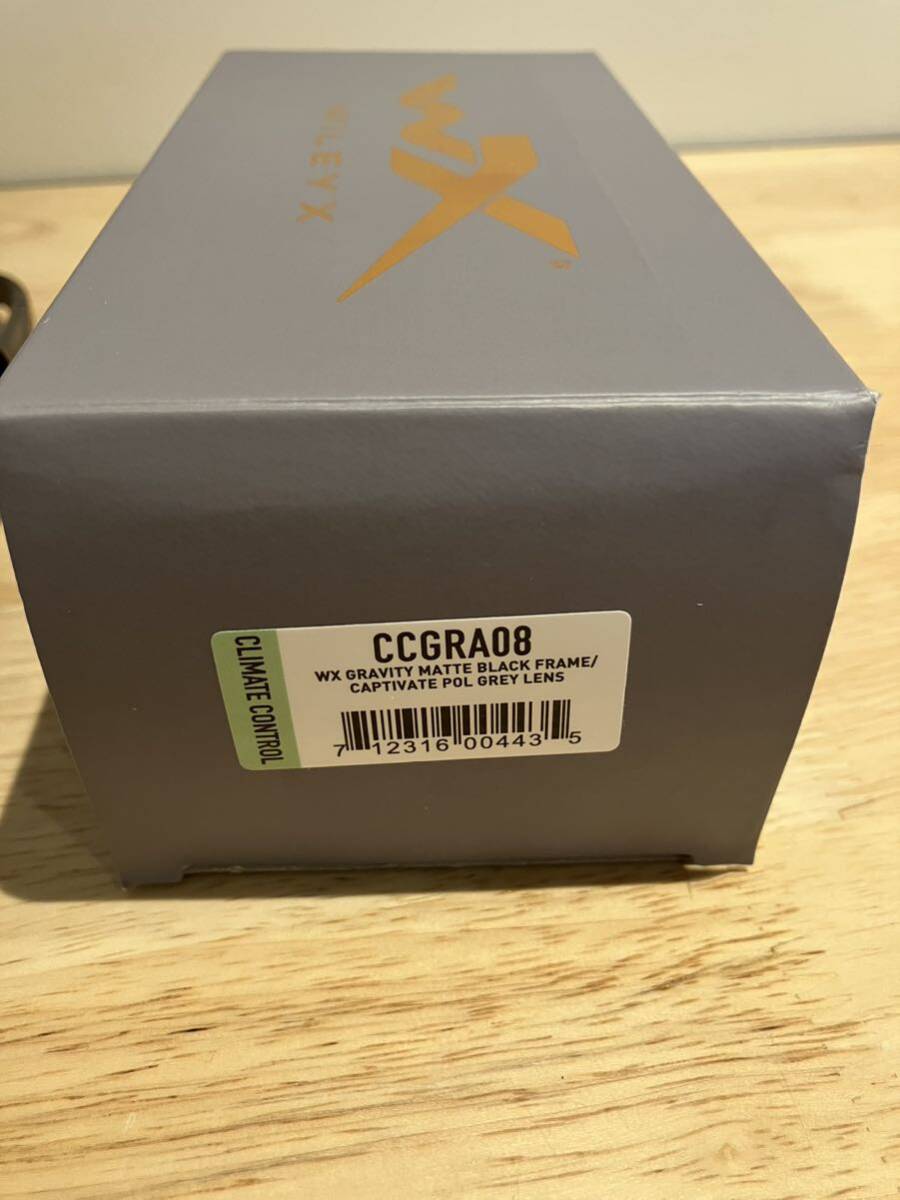 WX
WILEY X
®
CLIMATE CONTROL
CCGRA08
WX GRAVITY MATTE BLACK FRAME/
CAPTIVATE POL GREY LENS
7 12316 00443 5